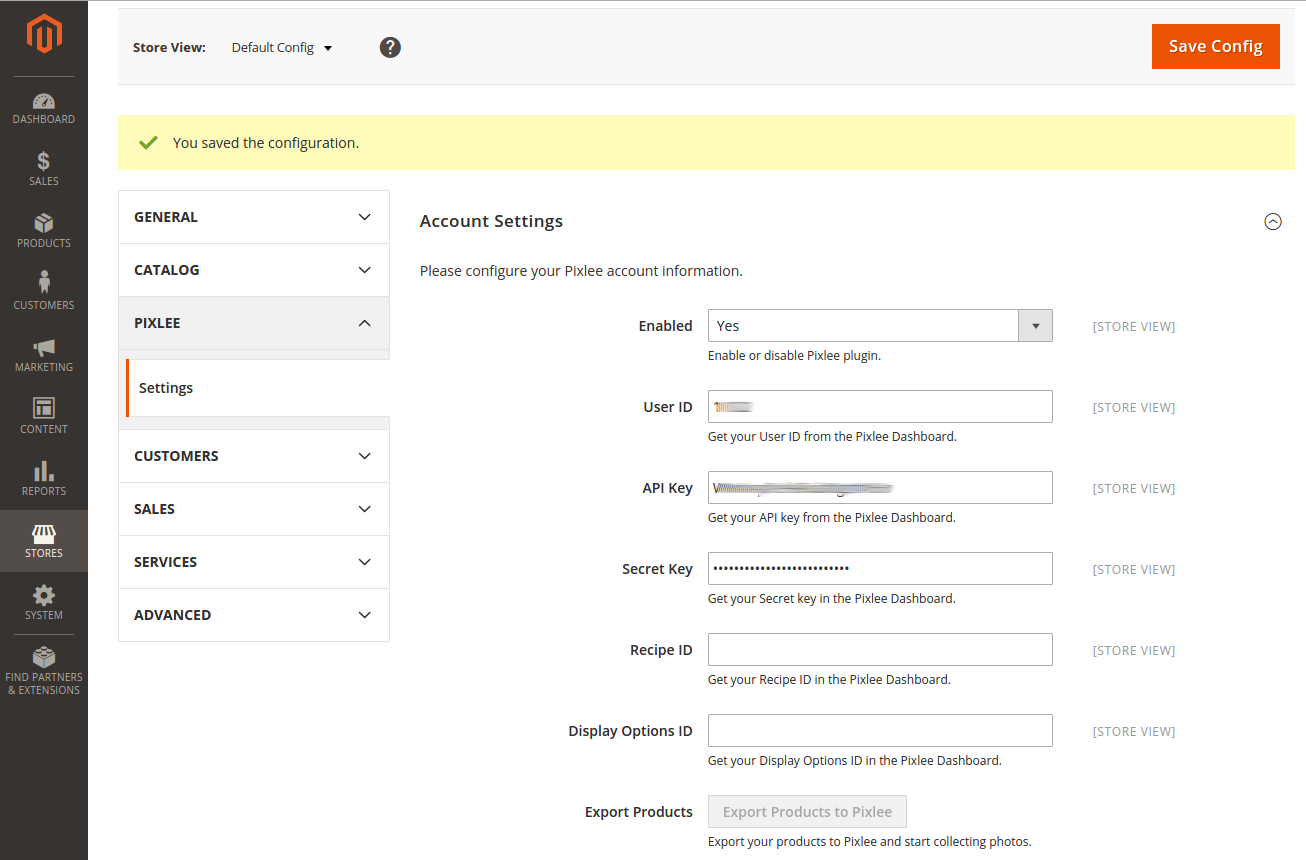 Store View: Default Config ?
Save Config
You saved the configuration.
DASHBOARD
SALES
PRODUCTS
CUSTOMERS
MARKETING
CONTENT
REPORTS
STORES
SYSTEM
FIND PARTNERS
& EXTENSIONS
GENERAL
CATALOG
PIXLEE
Settings
CUSTOMERS
SALES
SERVICES
ADVANCED
Account Settings
Please configure your Pixlee account information.
Enabled Yes [STORE VIEW]
Enable or disable Pixlee plugin.
User ID [STORE VIEW]
Get your User ID from the Pixlee Dashboard.
API Key [STORE VIEW]
Get your API key from the Pixlee Dashboard.
Secret Key •••••••••••••••••••••••••• [STORE VIEW]
Get your Secret key in the Pixlee Dashboard.
Recipe ID [STORE VIEW]
Get your Recipe ID in the Pixlee Dashboard.
Display Options ID [STORE VIEW]
Get your Display Options ID in the Pixlee Dashboard.
Export Products Export Products to Pixlee
Export your products to Pixlee and start collecting photos.